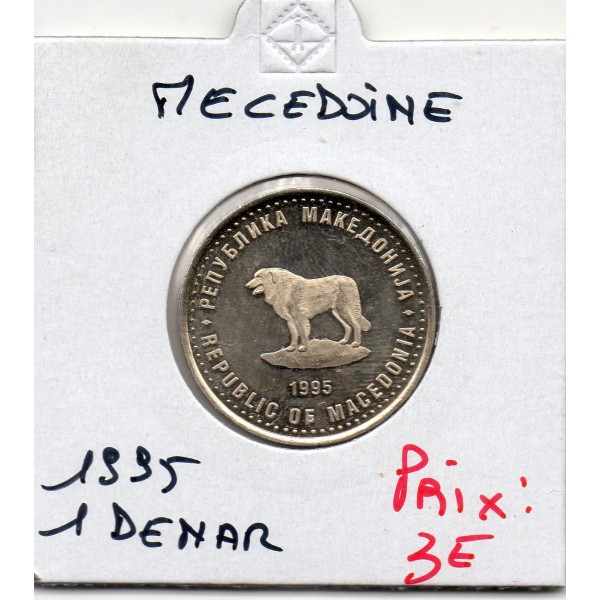 MECEDOINE
• РЕПУБЛИКА МАКЕДОНИЈА •
1995
REPUBLIC OF MACEDONIA
1995
1 DENAR
PRIX:
3E